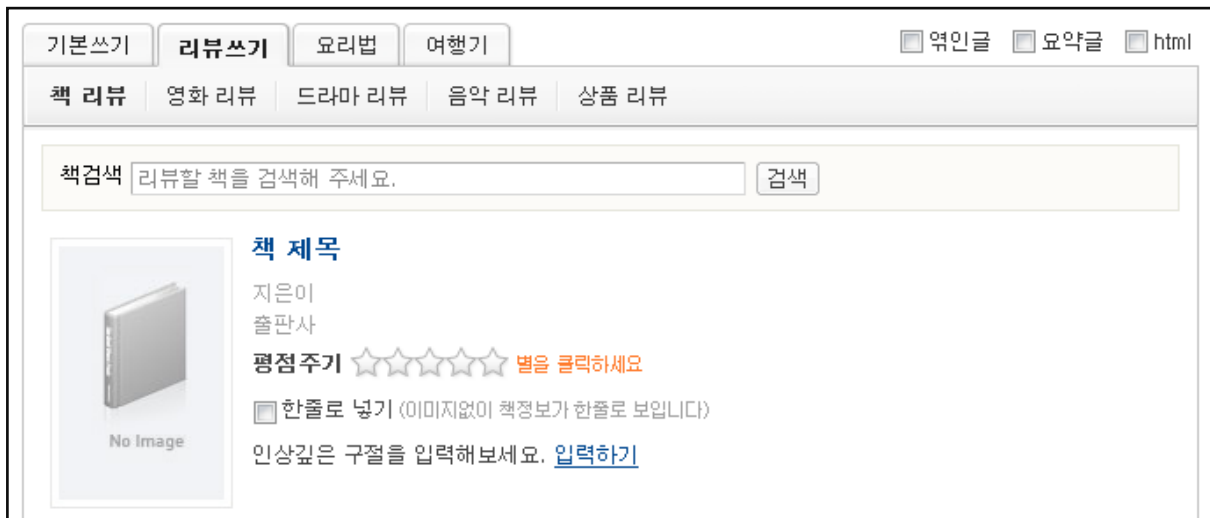 기본쓰기 리뷰쓰기 요리법 여행기 엮인글 요약글 html
책 리뷰 영화 리뷰 드라마 리뷰 음악 리뷰 상품 리뷰
책검색 리뷰할 책을 검색해 주세요. 검색
책 제목
지은이
출판사
평점주기 별을 클릭하세요
한줄로 넣기 (이미지없이 책정보가 한줄로 보입니다)
No Image
인상깊은 구절을 입력해보세요. 입력하기